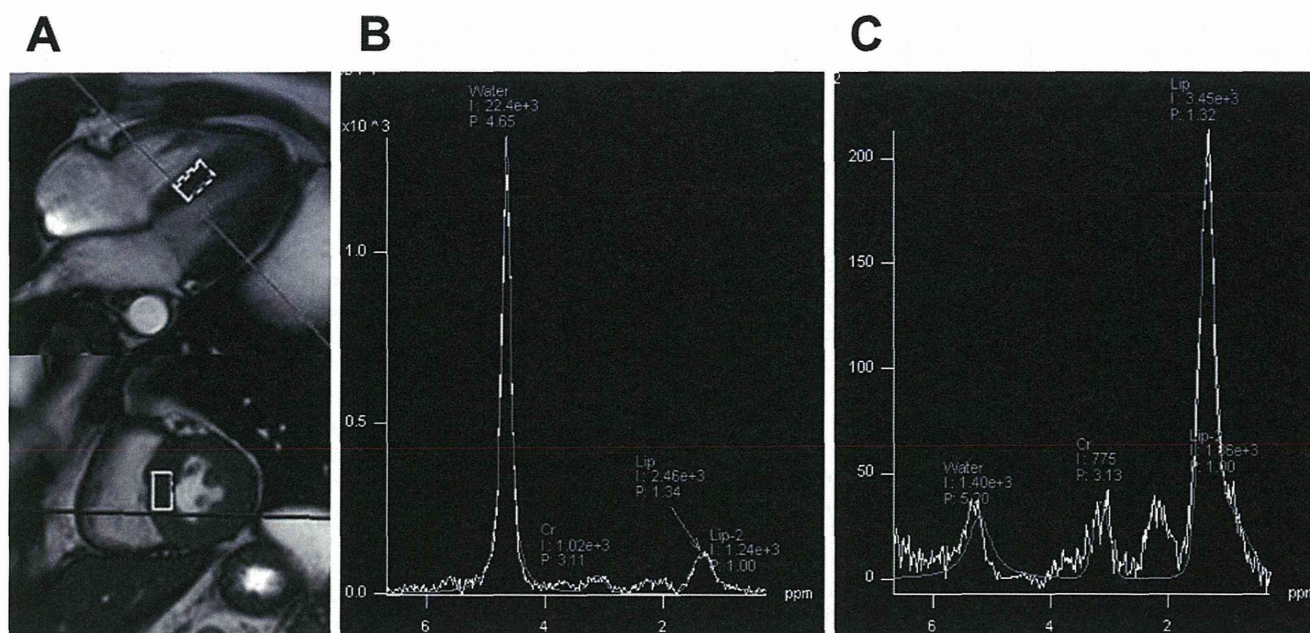 A
B
C
Water
I: 22.4e+3
P: 4.65
x10^3
1.0
0.5
0.0
Cr
I: 1.02e+3
P: 3.11
Lip
I: 2.46e+3
P: 1.34
Lip-2
I: 1.24e+3
P: 1.00
6
4
2
ppm
2
Lip
I: 3.45e+3
P: 1.32
200
150
100
50
0
Water
I: 1.40e+3
P: 5.20
Cr
I: 775
P: 3.13
P: 1.00
6
4
2
ppm